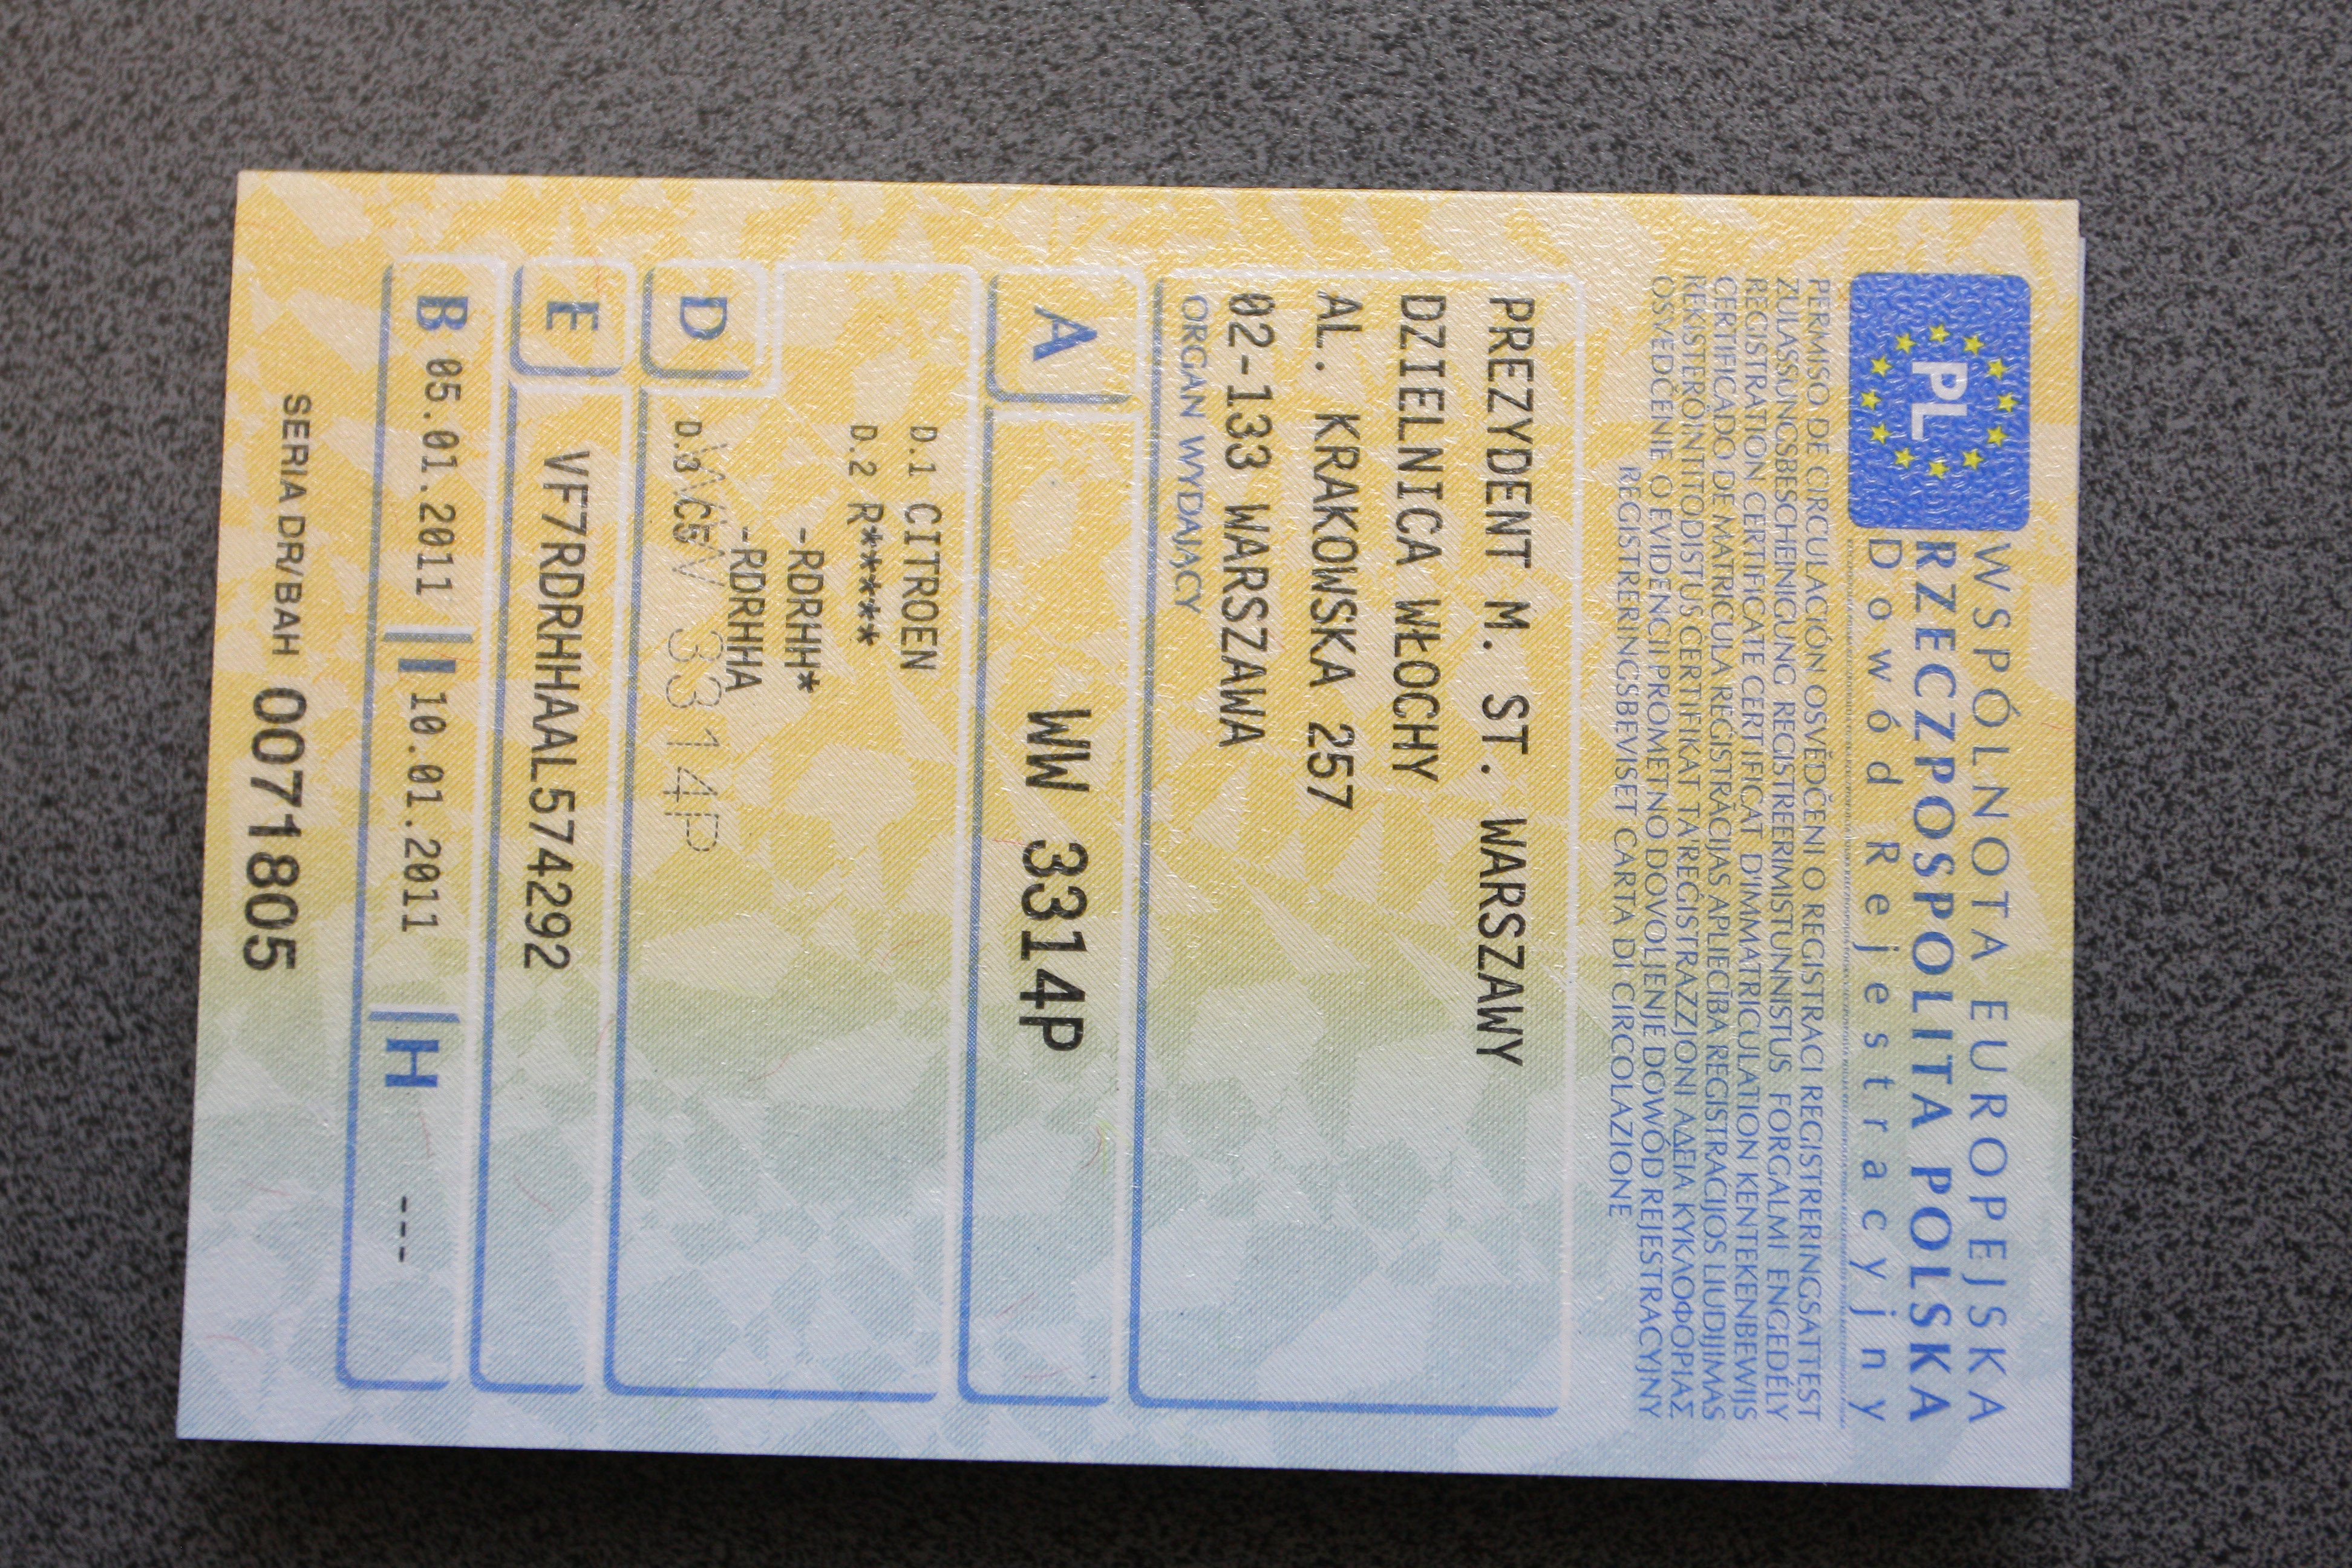 WSPÓLNOTA EUROPEJSKA
PL
RZECZPOSPOLITA POLSKA
Dowód Rejestracyjny
PERMISO DE CIRCULACIÓN OSVĚDČENI O REGISTRACI REGISTRERINGSATTEST
ZULASSUNGSBESCHEINIGUNG REGISTREERIMISTUNNISTUS FORGALMI ENGEDÉLY
REGISTRATION CERTIFICATE CERTIFICAT D'IMMATRICULATION KENTEKENBEWIJS
CERTIFICADO DE MATRICULA REĢISTRĀCIJAS APLIECĪBA REGISTRACIJOS LIUDIJIMAS
REKISTERÖINTITODISTUS ĊERTIFIKAT TA'REĠISTRAZZJONI ΑΔΕΙΑ ΚΥΚΛΟΦΟΡΙΑΣ
OSVEDČENIE O EVIDENCII PROMETNO DOVOLJENJE DOWÓD REJESTRACYJNY
REGISTRERINGSBEVISET CARTA DI CIRCOLAZIONE
PREZYDENT M. ST. WARSZAWY
DZIELNICA WŁOCHY
AL. KRAKOWSKA 257
02-133 WARSZAWA
ORGAN WYDAJĄCY
A WW 3314P
D.1 CITROEN
D.2 R*****
-RDRHH*
-RDRHHA
D D.3 C5
WW 3314P
E VF7RDRHHAAL574292
B 05.01.2011 I 10.01.2011 H ---
SERIA DR/BAH 0071805